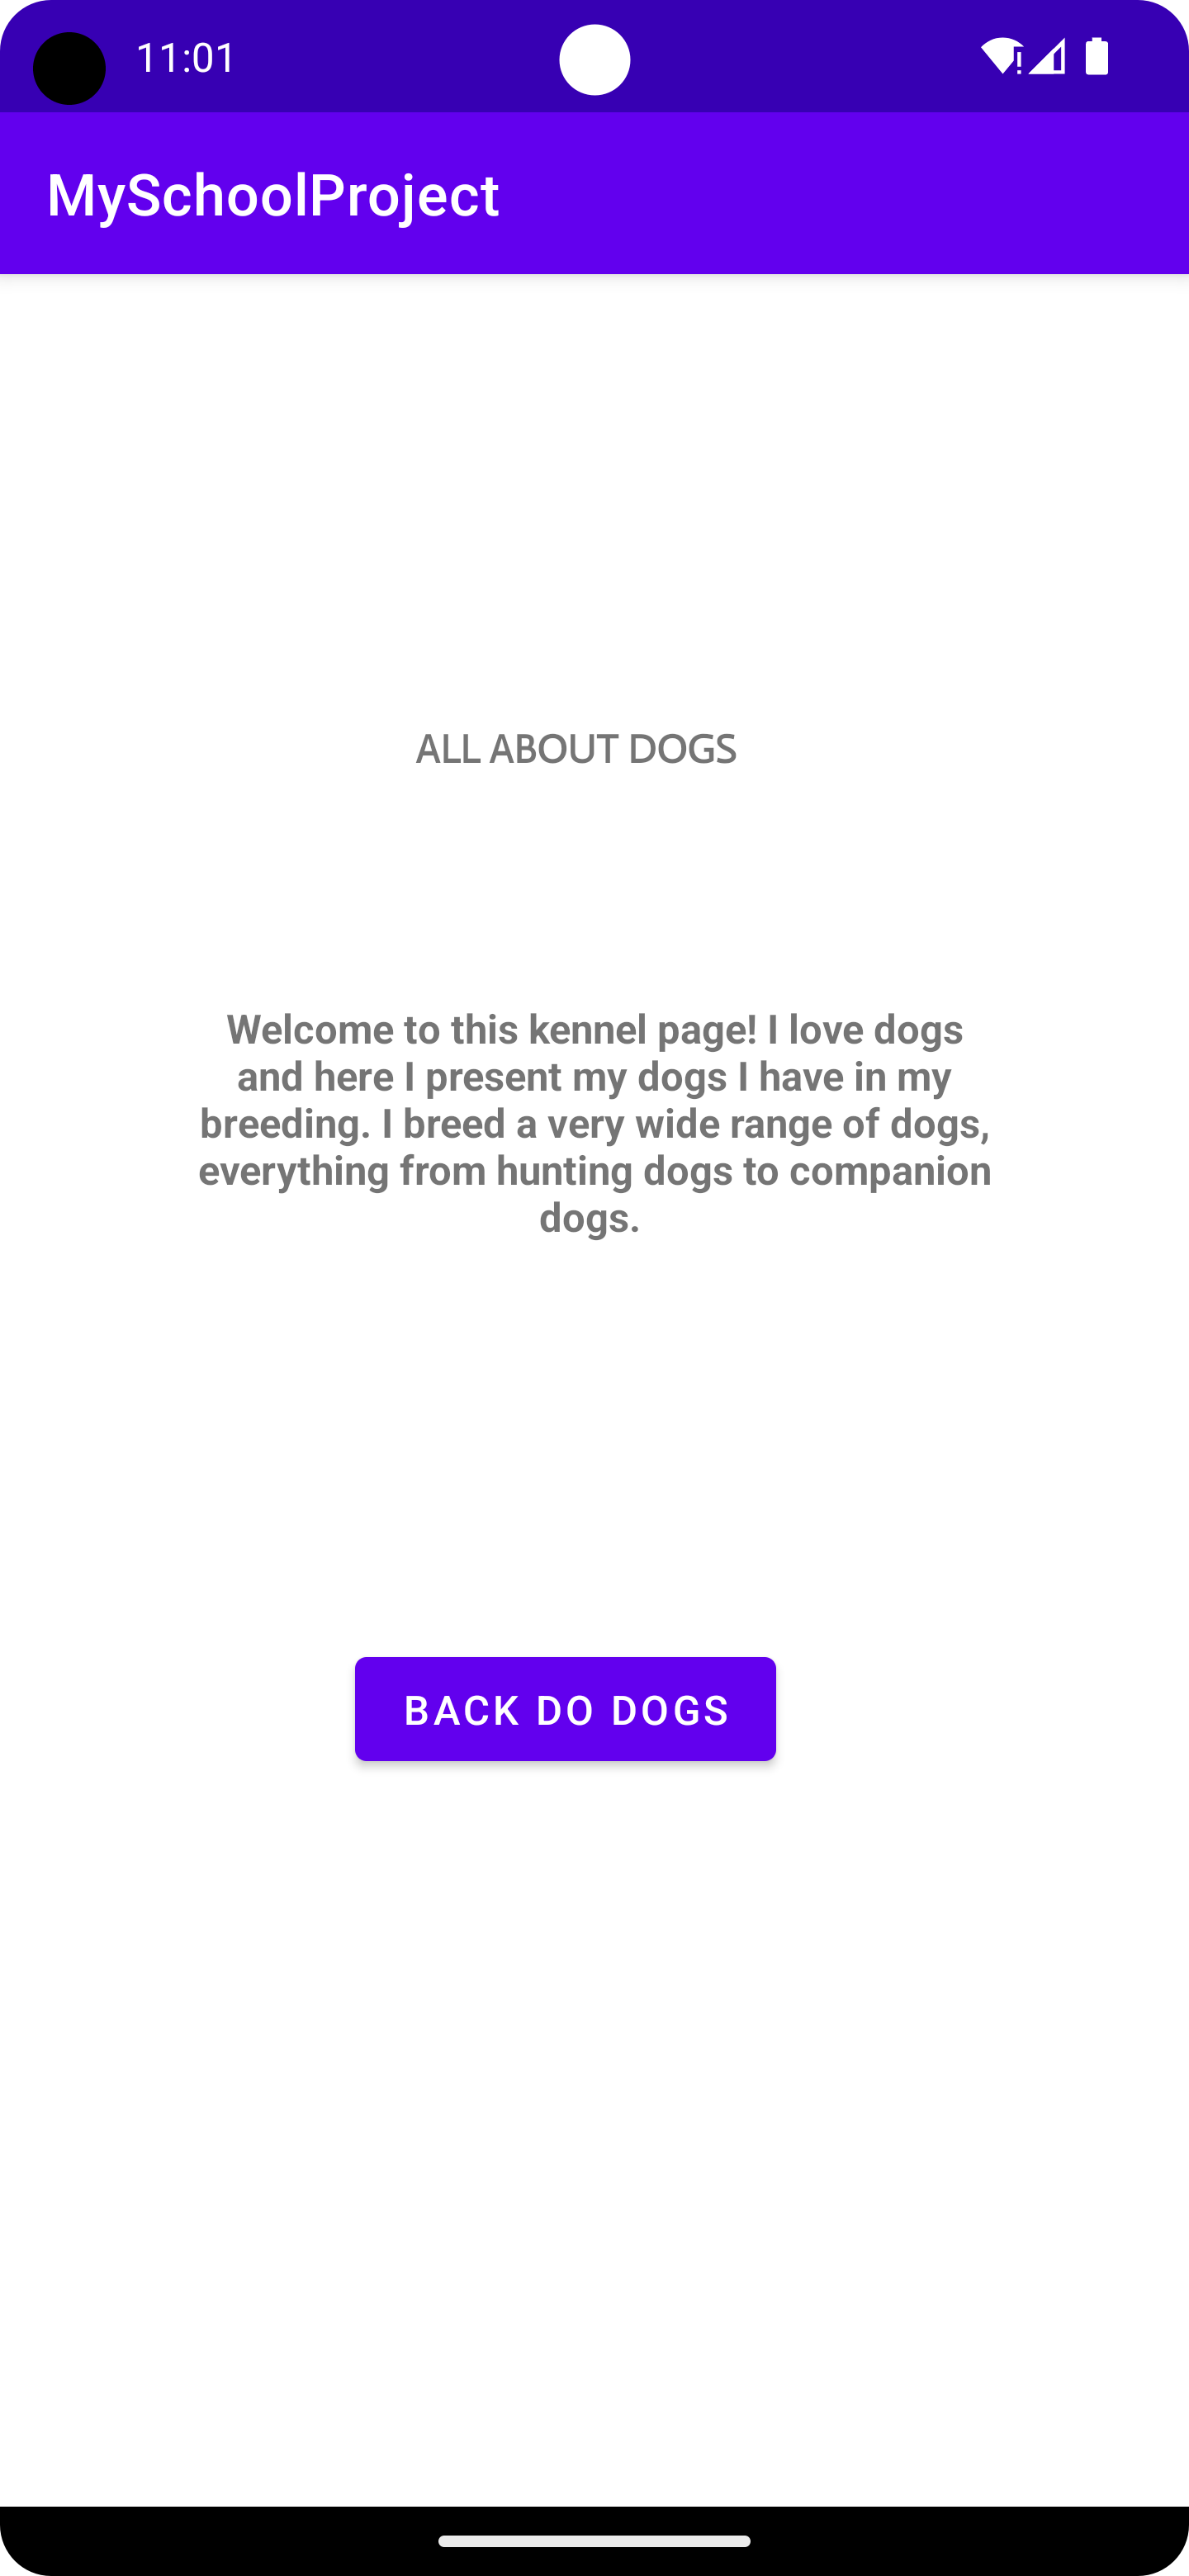 11:01
MySchoolProject
ALL ABOUT DOGS
Welcome to this kennel page! I love dogs
and here I present my dogs I have in my
breeding. I breed a very wide range of dogs,
everything from hunting dogs to companion
dogs.
BACK DO DOGS